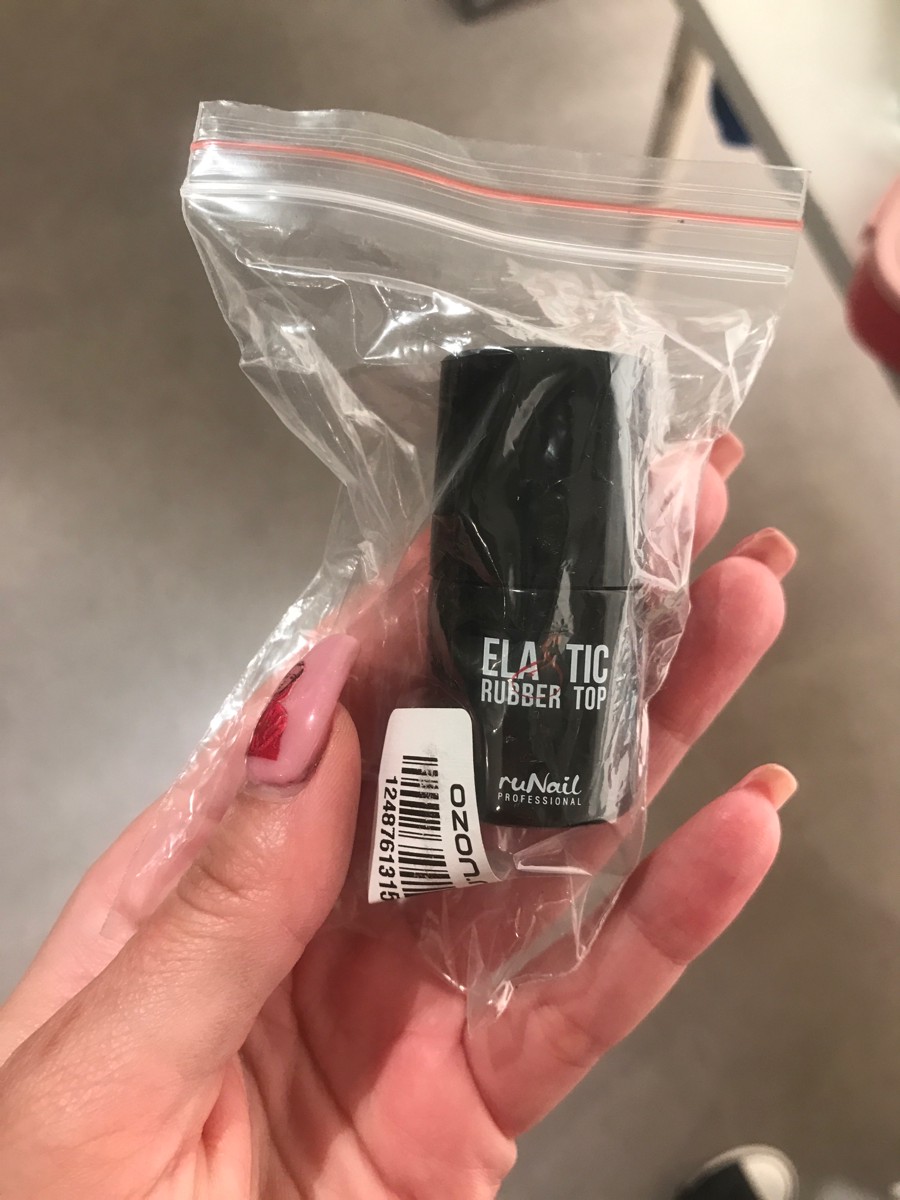 ELA TIC
RUBBER TOP
ruNail
PROFESSIONAL
ozon.
1248761315